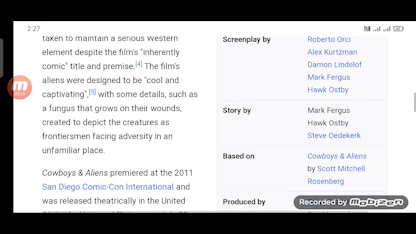 2:27
taken to maintain a serious Western
element despite the film's "inherently
comic" title and premise.[4] The film's
aliens were designed to be "cool and
captivating",[5] with some details, such as
a fungus that grows on their wounds,
created to depict the creatures as
frontiersmen facing adversity in an
unfamiliar place.
Cowboys & Aliens premiered at the 2011
San Diego Comic-Con International and
was released theatrically in the United
Screenplay by
Roberto Orci
Alex Kurtzman
Damon Lindelof
Mark Fergus
Hawk Ostby
Story by
Mark Fergus
Hawk Ostby
Steve Oedekerk
Based on
Cowboys & Aliens
by Scott Mitchell
Rosenberg
Produced by
Recorded by mobizen